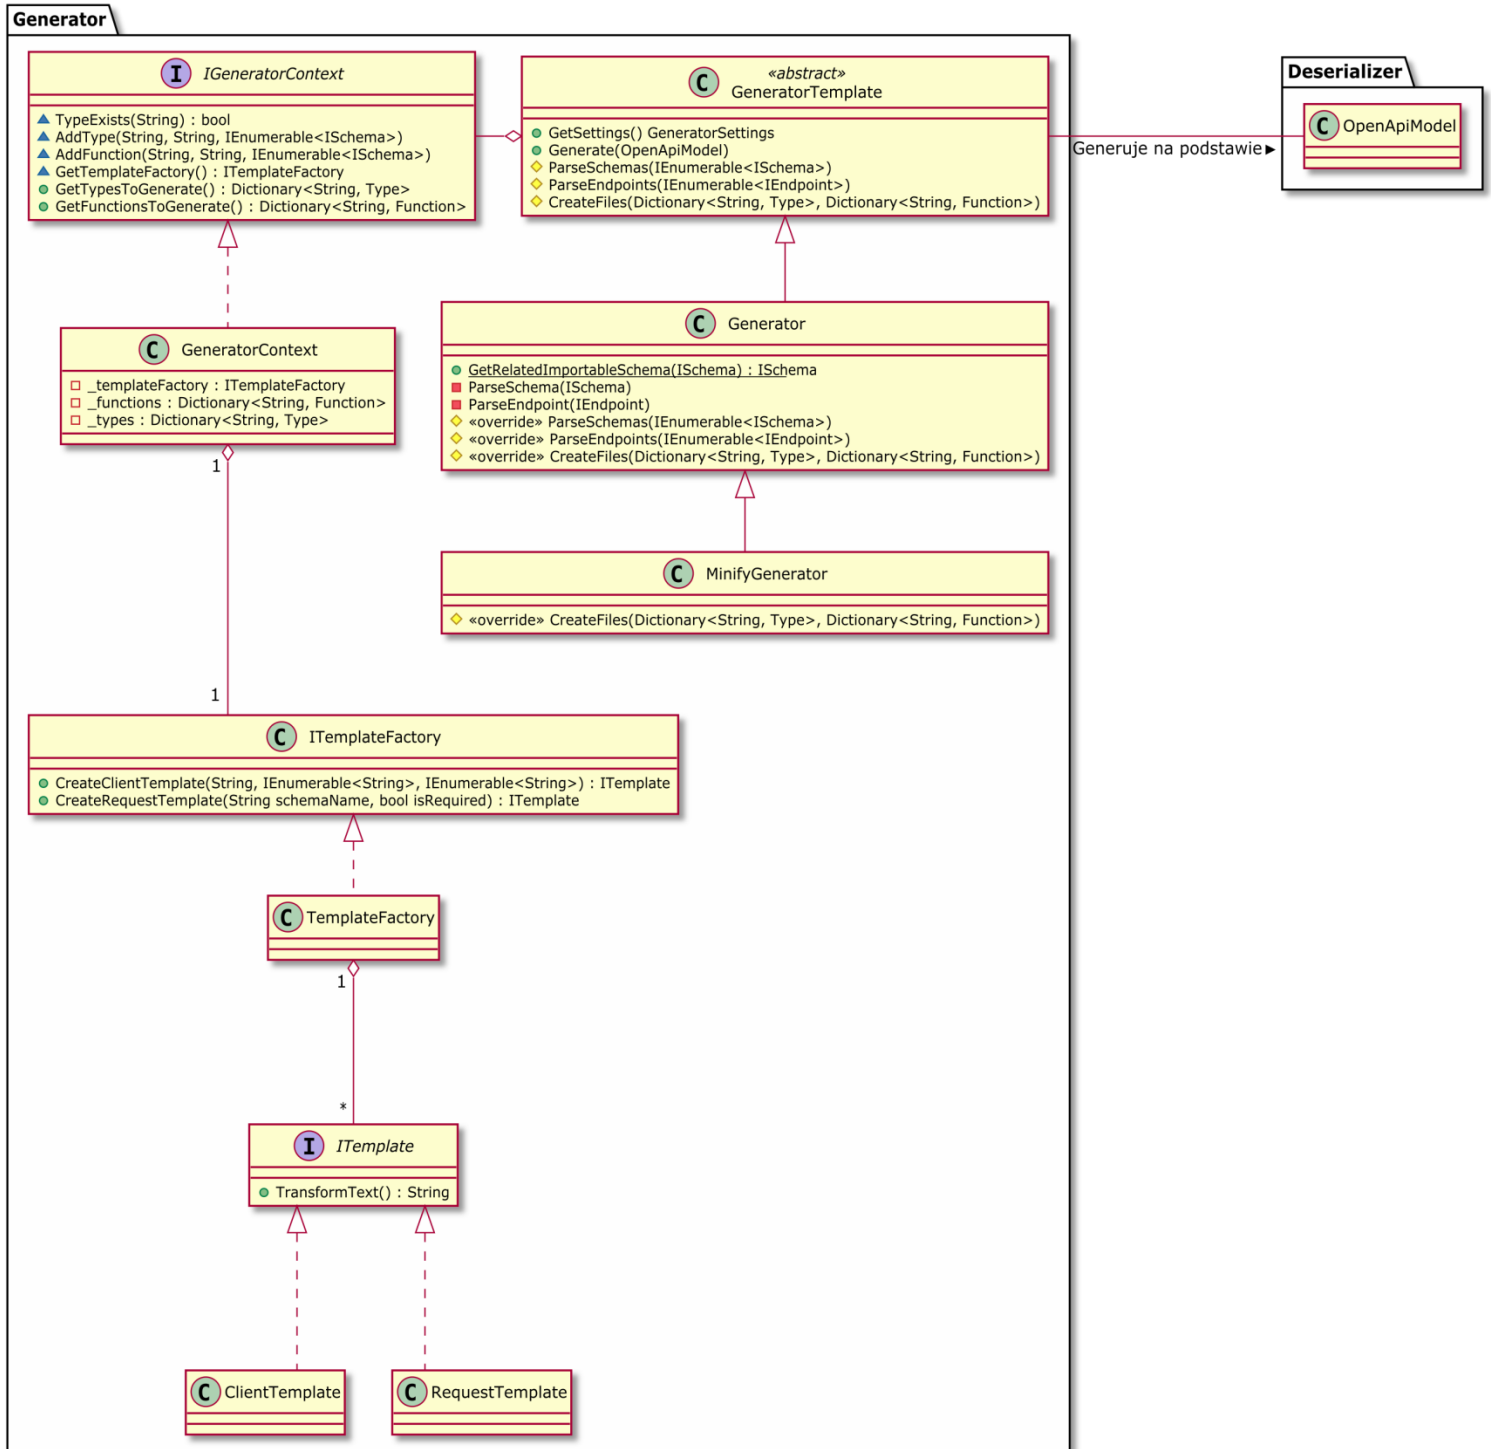 Generator
I IGeneratorContext
TypeExists(String) : bool
AddType(String, String, IEnumerable<ISchema>)
AddFunction(String, String, IEnumerable<ISchema>)
GetTemplateFactory() : ITemplateFactory
GetTypesToGenerate() : Dictionary<String, Type>
GetFunctionsToGenerate() : Dictionary<String, Function>
C «abstract»
GeneratorTemplate
GetSettings() GeneratorSettings
Generate(OpenApiModel)
ParseSchemas(IEnumerable<ISchema>)
ParseEndpoints(IEnumerable<IEndpoint>)
CreateFiles(Dictionary<String, Type>, Dictionary<String, Function>)
Generuje na podstawie ►
Deserializer
C OpenApiModel
C GeneratorContext
_templateFactory : ITemplateFactory
_functions : Dictionary<String, Function>
_types : Dictionary<String, Type>
C Generator
GetRelatedImportableSchema(ISchema) : ISchema
ParseSchema(ISchema)
ParseEndpoint(IEndpoint)
«override» ParseSchemas(IEnumerable<ISchema>)
«override» ParseEndpoints(IEnumerable<IEndpoint>)
«override» CreateFiles(Dictionary<String, Type>, Dictionary<String, Function>)
1
C MinifyGenerator
«override» CreateFiles(Dictionary<String, Type>, Dictionary<String, Function>)
1
C ITemplateFactory
CreateClientTemplate(String, IEnumerable<String>, IEnumerable<String>) : ITemplate
CreateRequestTemplate(String schemaName, bool isRequired) : ITemplate
C TemplateFactory
1
*
I ITemplate
TransformText() : String
C ClientTemplate
C RequestTemplate